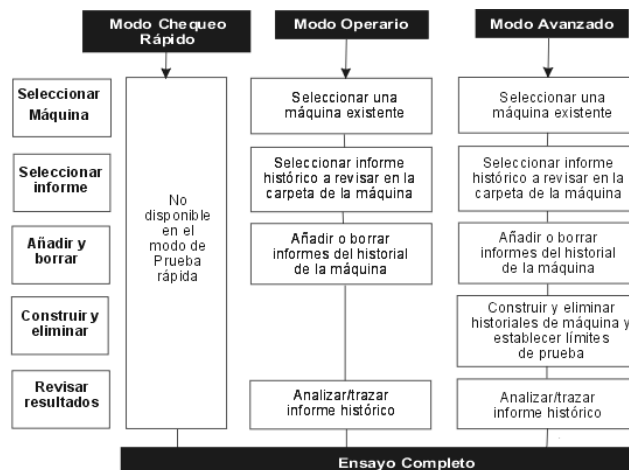 Modo Chequeo
Rápido
Modo Operario
Modo Avanzado
Seleccionar
Máquina
Seleccionar una
máquina existente
Seleccionar una
máquina existente
Seleccionar
informe
No
disponible
en el
modo de
Prueba
rápida
Seleccionar informe
histórico a revisar en la
carpeta de la máquina
Seleccionar informe
histórico a revisar en la
carpeta de la máquina
Añadir y
borrar
Añadir o borrar
informes del historial
de la máquina
Añadir o borrar
informes del historial
de la máquina
Construir y
eliminar
Construir y eliminar
historiales de máquina y
establecer límites
de prueba
Revisar
resultados
Analizar/trazar
informe histórico
Analizar/trazar
informe histórico
Ensayo Completo